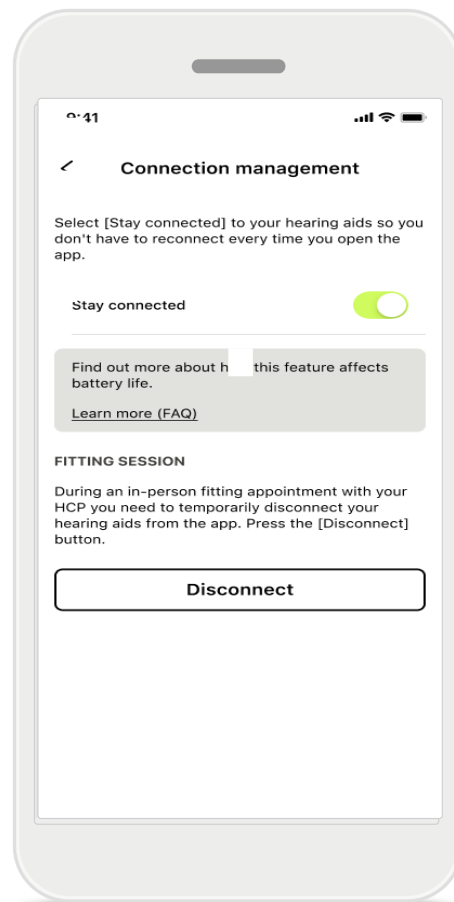 9:41
Connection management
Select [Stay connected] to your hearing aids so you
don't have to reconnect every time you open the
app.
Stay connected
Find out more about this feature affects
battery life.
Learn more (FAQ)
FITTING SESSION
During an in-person fitting appointment with your
HCP you need to temporarily disconnect your
hearing aids from the app. Press the [Disconnect]
button.
Disconnect